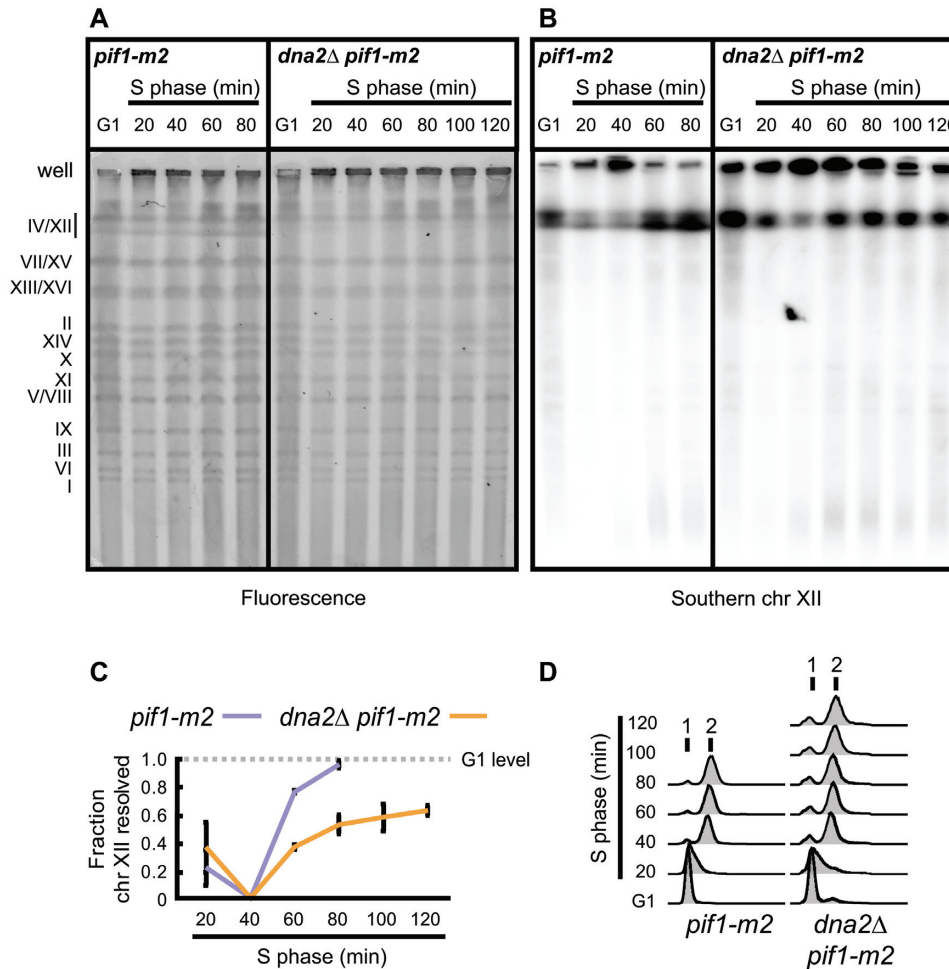 A
pif1-m2
dna2Δ pif1-m2
S phase (min)
S phase (min)
G1 20 40 60 80
G1 20 40 60 80 100 120
well
IV/XII
VII/XV
XIII/XVI
II
XIV
X
XI
V/VIII
IX
III
VI
I
Fluorescence
B
pif1-m2
dna2Δ pif1-m2
S phase (min)
S phase (min)
G1 20 40 60 80
G1 20 40 60 80 100 120
Southern chr XII
C
pif1-m2
dna2Δ pif1-m2
G1 level
Fraction
chr XII resolved
1.0
0.8
0.6
0.4
0.2
0
20 40 60 80 100 120
S phase (min)
D
1 2
1 2
S phase (min)
120
100
80
60
40
20
G1
pif1-m2
dna2Δ
pif1-m2